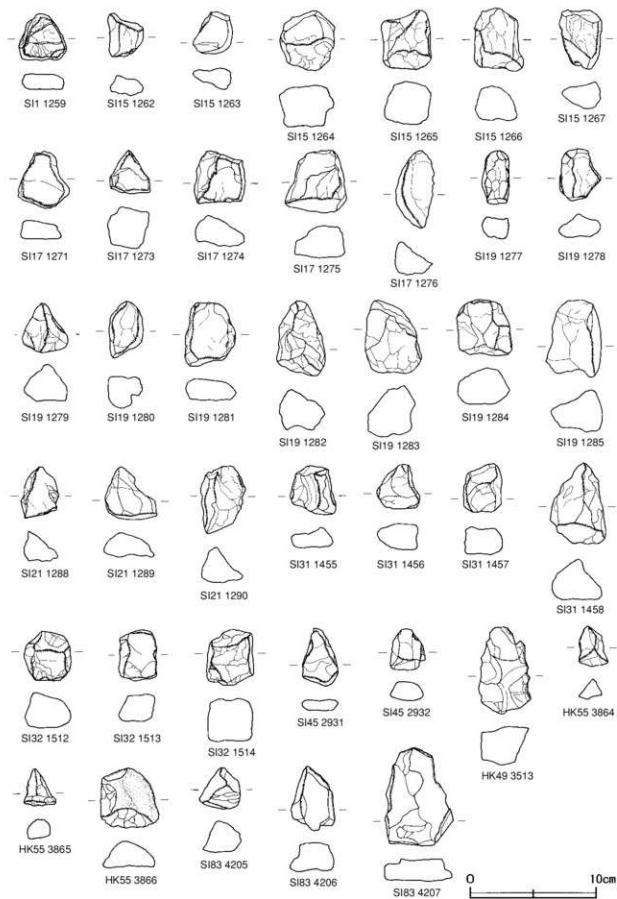 SI1 1259
SI15 1262
SI15 1263
SI15 1264
SI15 1265
SI15 1266
SI15 1267
SI17 1271
SI17 1273
SI17 1274
SI17 1275
SI17 1276
SI19 1277
SI19 1278
SI19 1279
SI19 1280
SI19 1281
SI19 1282
SI19 1283
SI19 1284
SI19 1285
SI21 1288
SI21 1289
SI21 1290
SI31 1455
SI31 1456
SI31 1457
SI31 1458
SI32 1512
SI32 1513
SI32 1514
SI45 2931
SI45 2932
HK49 3513
HK55 3864
HK55 3865
HK55 3866
SI83 4205
SI83 4206
SI83 4207
0 10cm